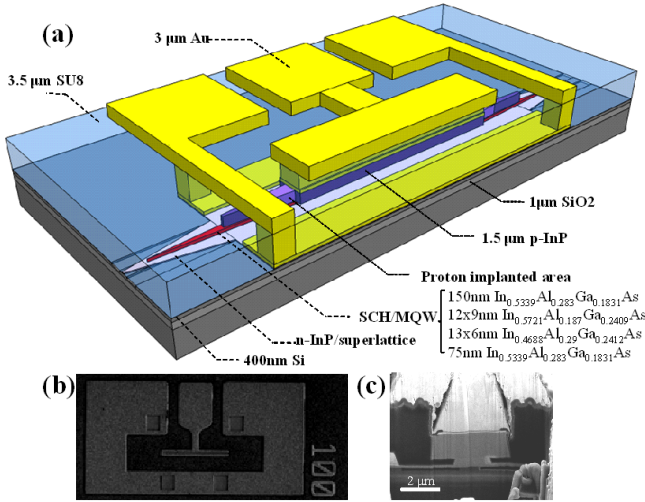 (a)
3 μm Au
3.5 μm SU8
1μm SiO2
1.5 μm p-InP
Proton implanted area
SCH/MQW
150nm In0.5339Al0.283Ga0.1831As
12x9nm In0.5721Al0.187Ga0.2409As
13x6nm In0.4688Al0.29Ga0.2412As
75nm In0.5339Al0.283Ga0.1831As
n-InP/superlattice
400nm Si
(b)
100
(c)
2 μm